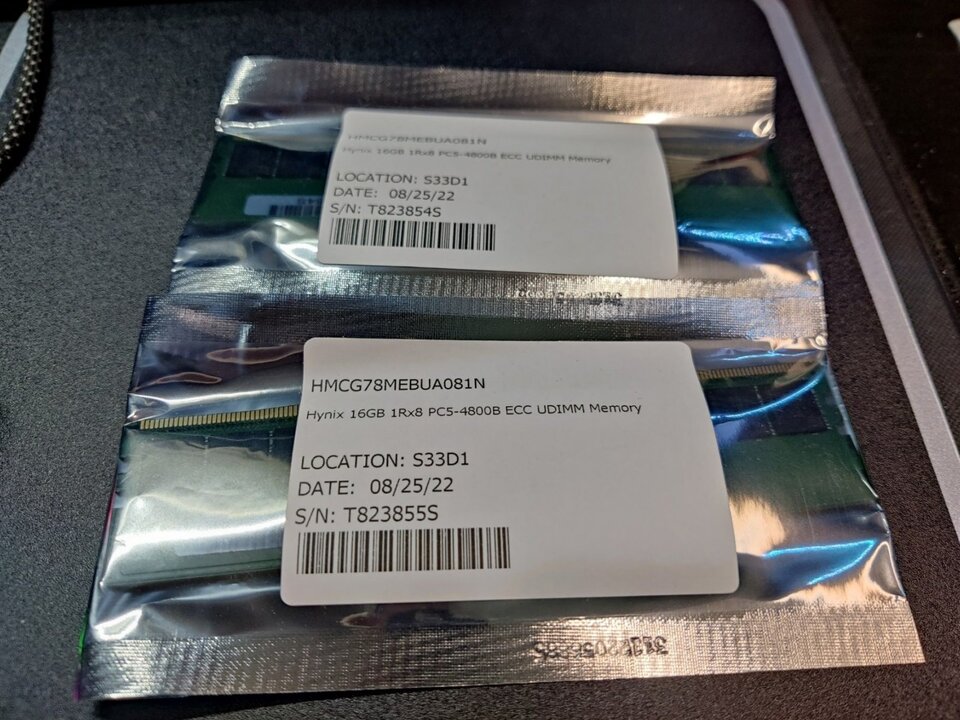 HMCG78MEBUA081N
Hynix 16GB 1Rx8 PC5-4800B ECC UDIMM Memory
LOCATION: S33D1
DATE: 08/25/22
S/N: T823854S
HMCG78MEBUA081N
Hynix 16GB 1Rx8 PC5-4800B ECC UDIMM Memory
LOCATION: S33D1
DATE: 08/25/22
S/N: T823855S